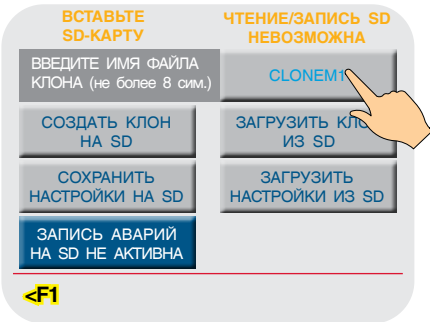 ВСТАВЬТЕ
SD-КАРТУ
ЧТЕНИЕ/ЗАПИСЬ SD
НЕВОЗМОЖНА
ВВЕДИТЕ ИМЯ ФАЙЛА
КЛОНА (не более 8 сим.)
CLONEM1
СОЗДАТЬ КЛОН
НА SD
ЗАГРУЗИТЬ КЛО
ИЗ SD
СОХРАНИТЬ
НАСТРОЙКИ НА SD
ЗАГРУЗИТЬ
НАСТРОЙКИ ИЗ SD
ЗАПИСЬ АВАРИЙ
НА SD НЕ АКТИВНА
<F1